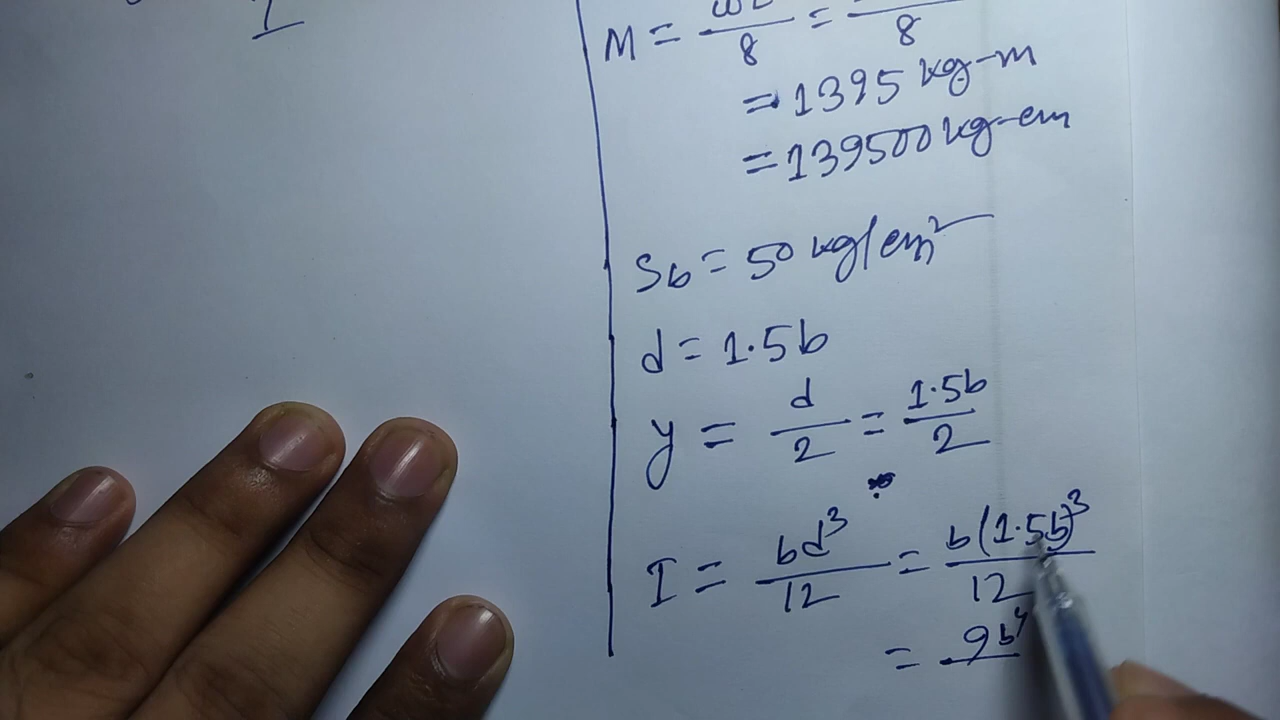 I
M = ωL/8 = /8
= 1395 kg-m
= 139500 kg-cm
Sb = 50 kg/cm²
d = 1.5b
y = d/2 = 1.5b/2
I = bd³/12 = b(1.5b)³/12
= 9b⁴